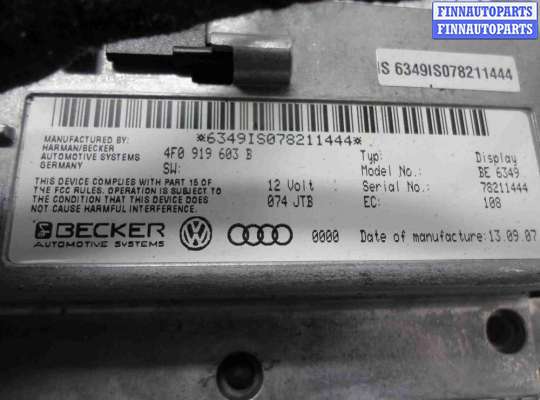 FINNAUTOPARTS
FINNAUTOPARTS
IS 6349IS078211444
*6349IS078211444*
MANUFACTURED BY:
HARMAN/BECKER
AUTOMOTIVE SYSTEMS
GERMANY
4F0 919 603 B
SW:
Typ: Display
Model No.: BE 6349
THIS DEVICE COMPLIES WITH PART 15 OF
THE FCC RULES. OPERATION IS SUBJECT TO
THE CONDITION THAT THIS DEVICE DOES
NOT CAUSE HARMFUL INTERFERENCE.
12 Volt
074 JTB
Serial No.: 78211444
EC: 108
BECKER
AUTOMOTIVE SYSTEMS
0000 Date of manufacture: 13.09.07